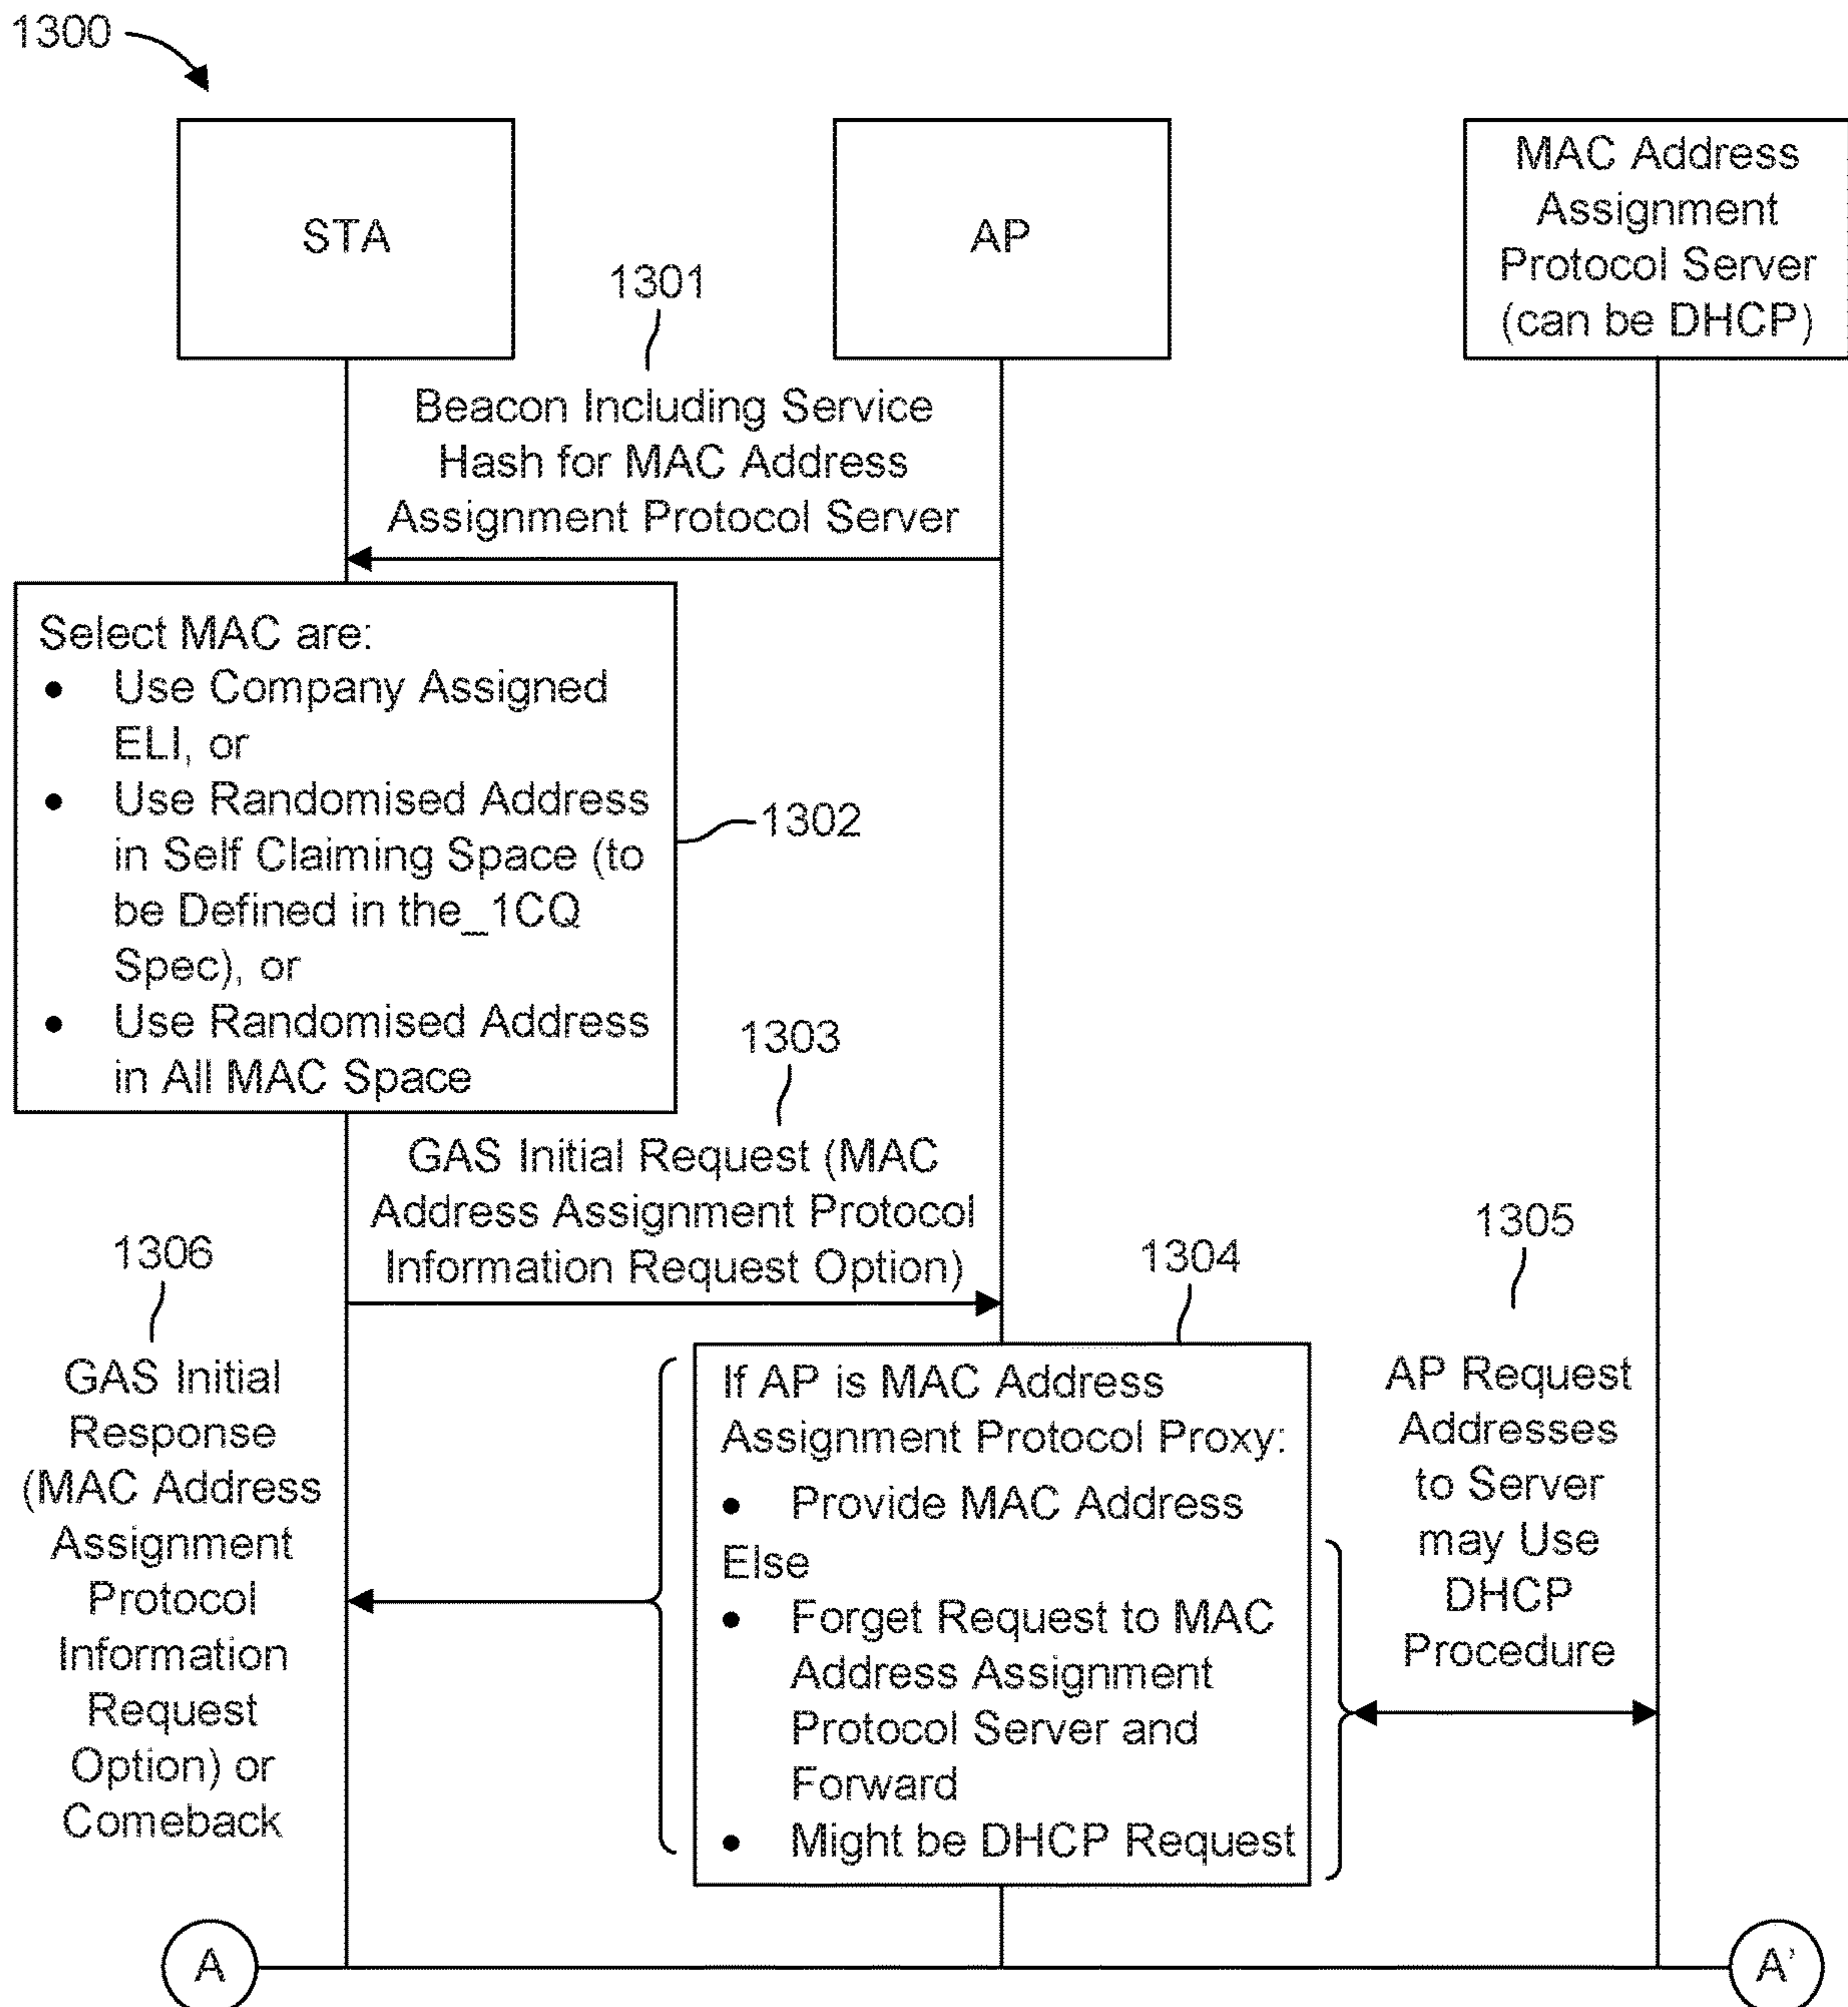 1300
STA
AP
MAC Address
Assignment
Protocol Server
(can be DHCP)
1301
Beacon Including Service
Hash for MAC Address
Assignment Protocol Server
Select MAC are:
• Use Company Assigned
ELI, or
• Use Randomised Address
in Self Claiming Space (to
be Defined in the_1CQ
Spec), or
• Use Randomised Address
in All MAC Space
1302
1303
GAS Initial Request (MAC
Address Assignment Protocol
Information Request Option)
1304
If AP is MAC Address
Assignment Protocol Proxy:
• Provide MAC Address
Else
• Forget Request to MAC
Address Assignment
Protocol Server and
Forward
• Might be DHCP Request
1305
AP Request
Addresses
to Server
may Use
DHCP
Procedure
1306
GAS Initial
Response
(MAC Address
Assignment
Protocol
Information
Request
Option) or
Comeback
A
A'